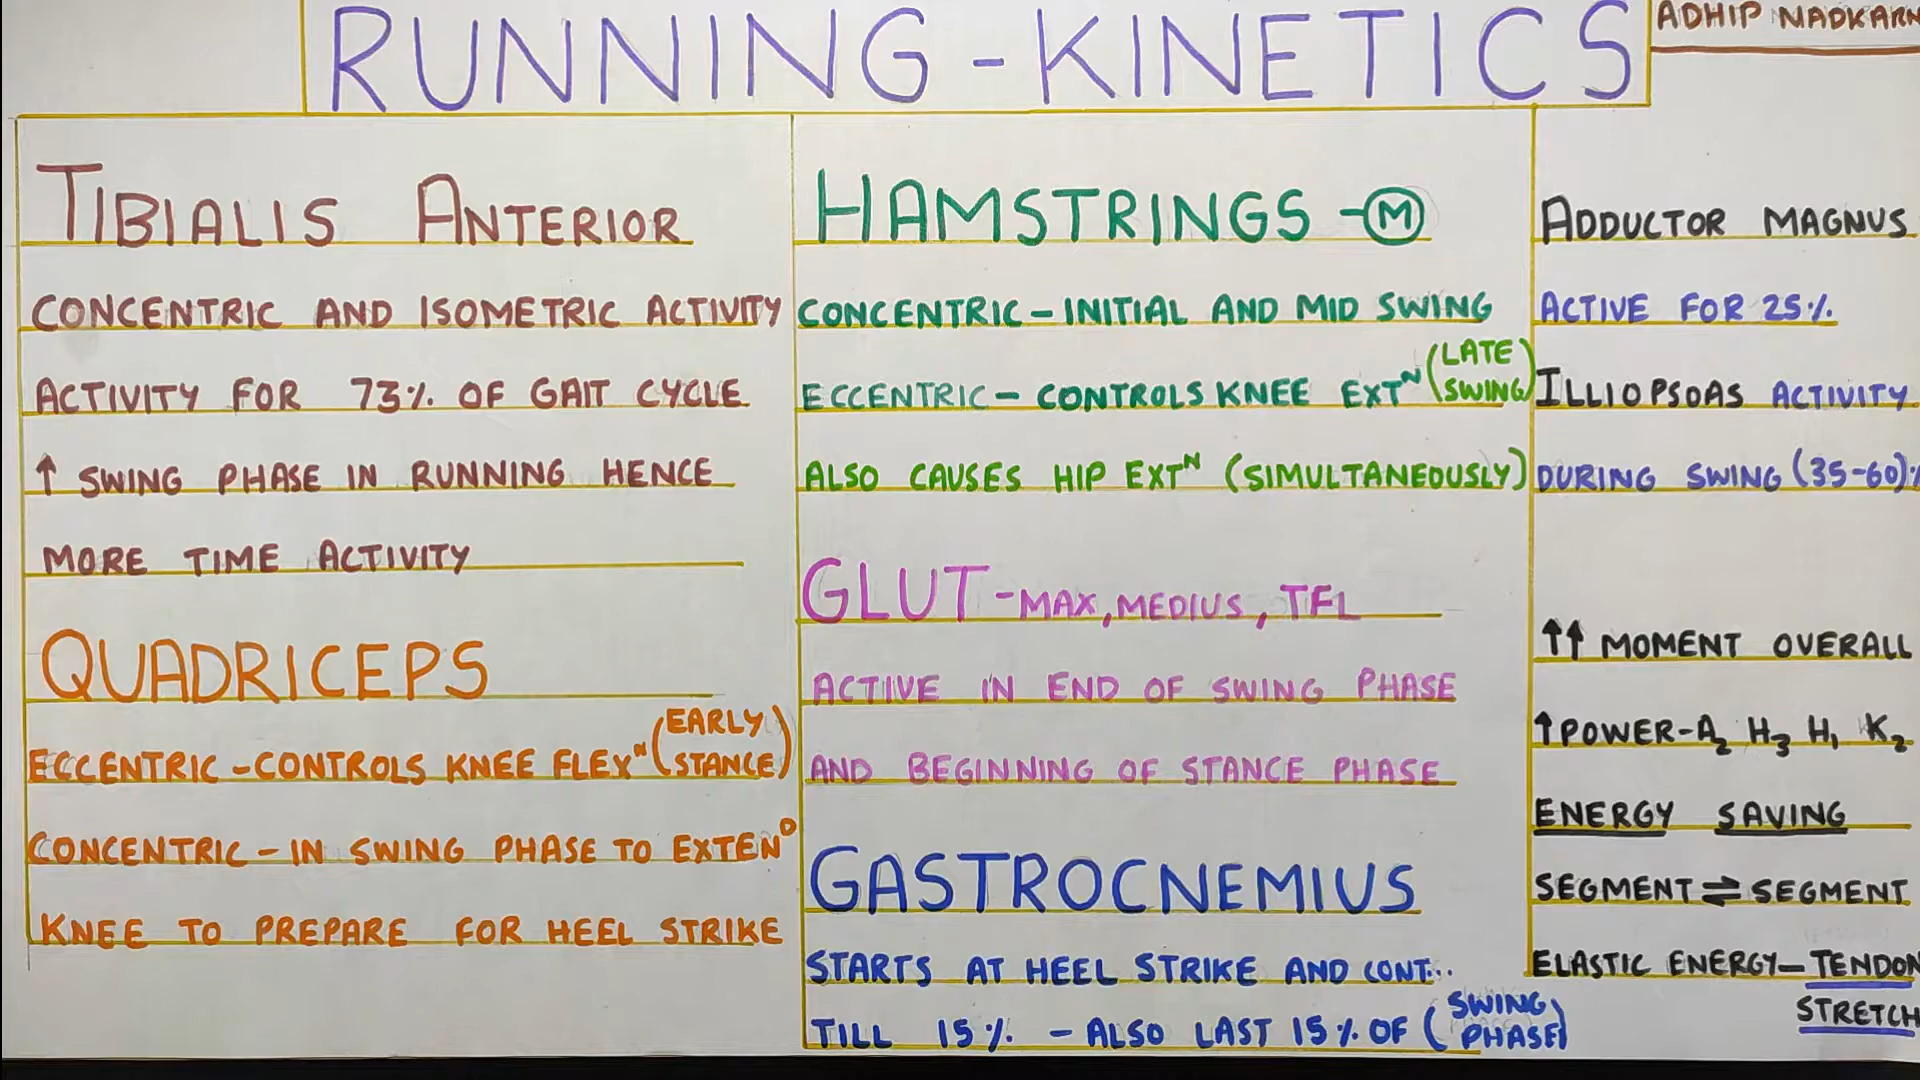 RUNNING - KINETICS
ADHIP NADKARN
TIBIALIS ANTERIOR
CONCENTRIC AND ISOMETRIC ACTIVITY
ACTIVITY FOR 73% OF GAIT CYCLE
↑ SWING PHASE IN RUNNING HENCE
MORE TIME ACTIVITY
QUADRICEPS
ECCENTRIC - CONTROLS KNEE FLEXᴺ (EARLY STANCE)
CONCENTRIC - IN SWING PHASE TO EXTENᴰ
KNEE TO PREPARE FOR HEEL STRIKE
HAMSTRINGS - M
CONCENTRIC - INITIAL AND MID SWING
ECCENTRIC - CONTROLS KNEE EXTᴺ (LATE SWING)
ALSO CAUSES HIP EXTᴺ (SIMULTANEOUSLY)
GLUT - MAX, MEDIUS, TFL
ACTIVE IN END OF SWING PHASE
AND BEGINNING OF STANCE PHASE
GASTROCNEMIUS
STARTS AT HEEL STRIKE AND CONT...
TILL 15% - ALSO LAST 15% OF (SWING PHASE)
ADDUCTOR MAGNUS
ACTIVE FOR 25%
ILLIOPSOAS ACTIVITY
DURING SWING (35-60)%
↑↑ MOMENT OVERALL
↑ POWER - A₂ H₃ H₁ K₂
ENERGY SAVING
SEGMENT ⇌ SEGMENT
ELASTIC ENERGY - TENDON
STRETCH